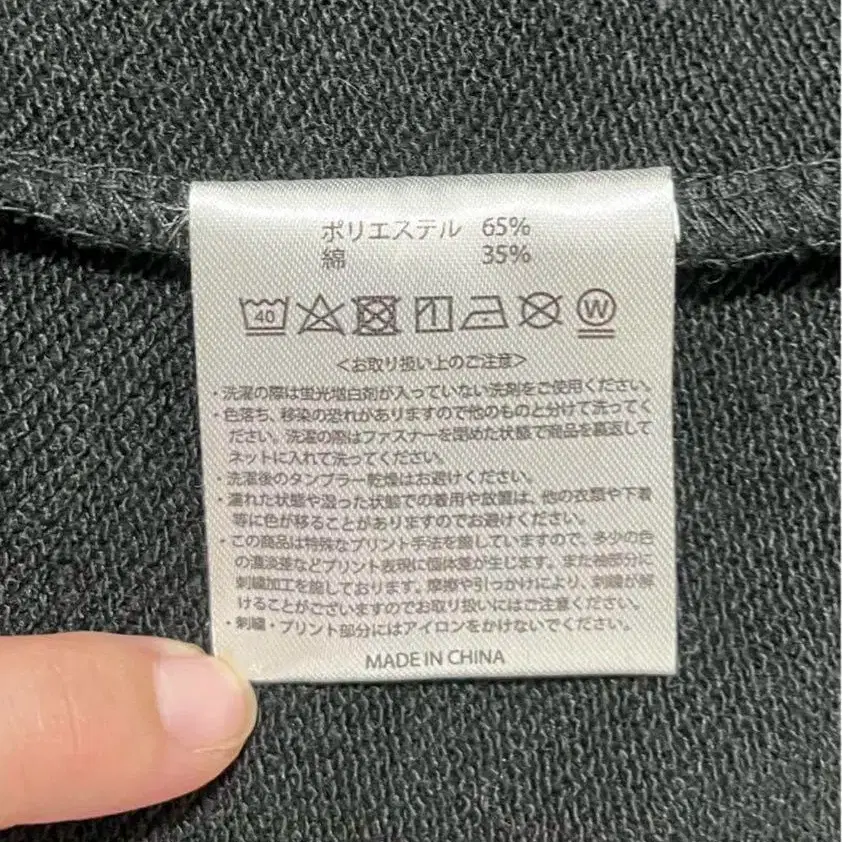 ポリエステル 65%
綿 35%
40
W
<お取り扱い上のご注意>
・洗濯の際は蛍光増白剤が入っていない洗剤をご使用ください。
・色落ち、移染の恐れがありますので他のものと分けて洗ってく
ださい。洗濯の際はファスナーを閉めた状態で商品を裏返して
ネットに入れて洗ってください。
・洗濯後のタンブラー乾燥はお避けください。
・濡れた状態や湿った状態での着用や放置は、他の衣類や下着
等に色が移ることがありますのでお避けください。
・この商品は特殊なプリント手法を施していますので、多少の色
の濃淡差などプリント表現に個体差が生じます。また袖部分に
刺繍加工を施しております。摩擦や引っかけにより、刺繍が解
けることがございますのでお取り扱いにはご注意ください。
・刺繍・プリント部分にはアイロンをかけないでください。
MADE IN CHINA